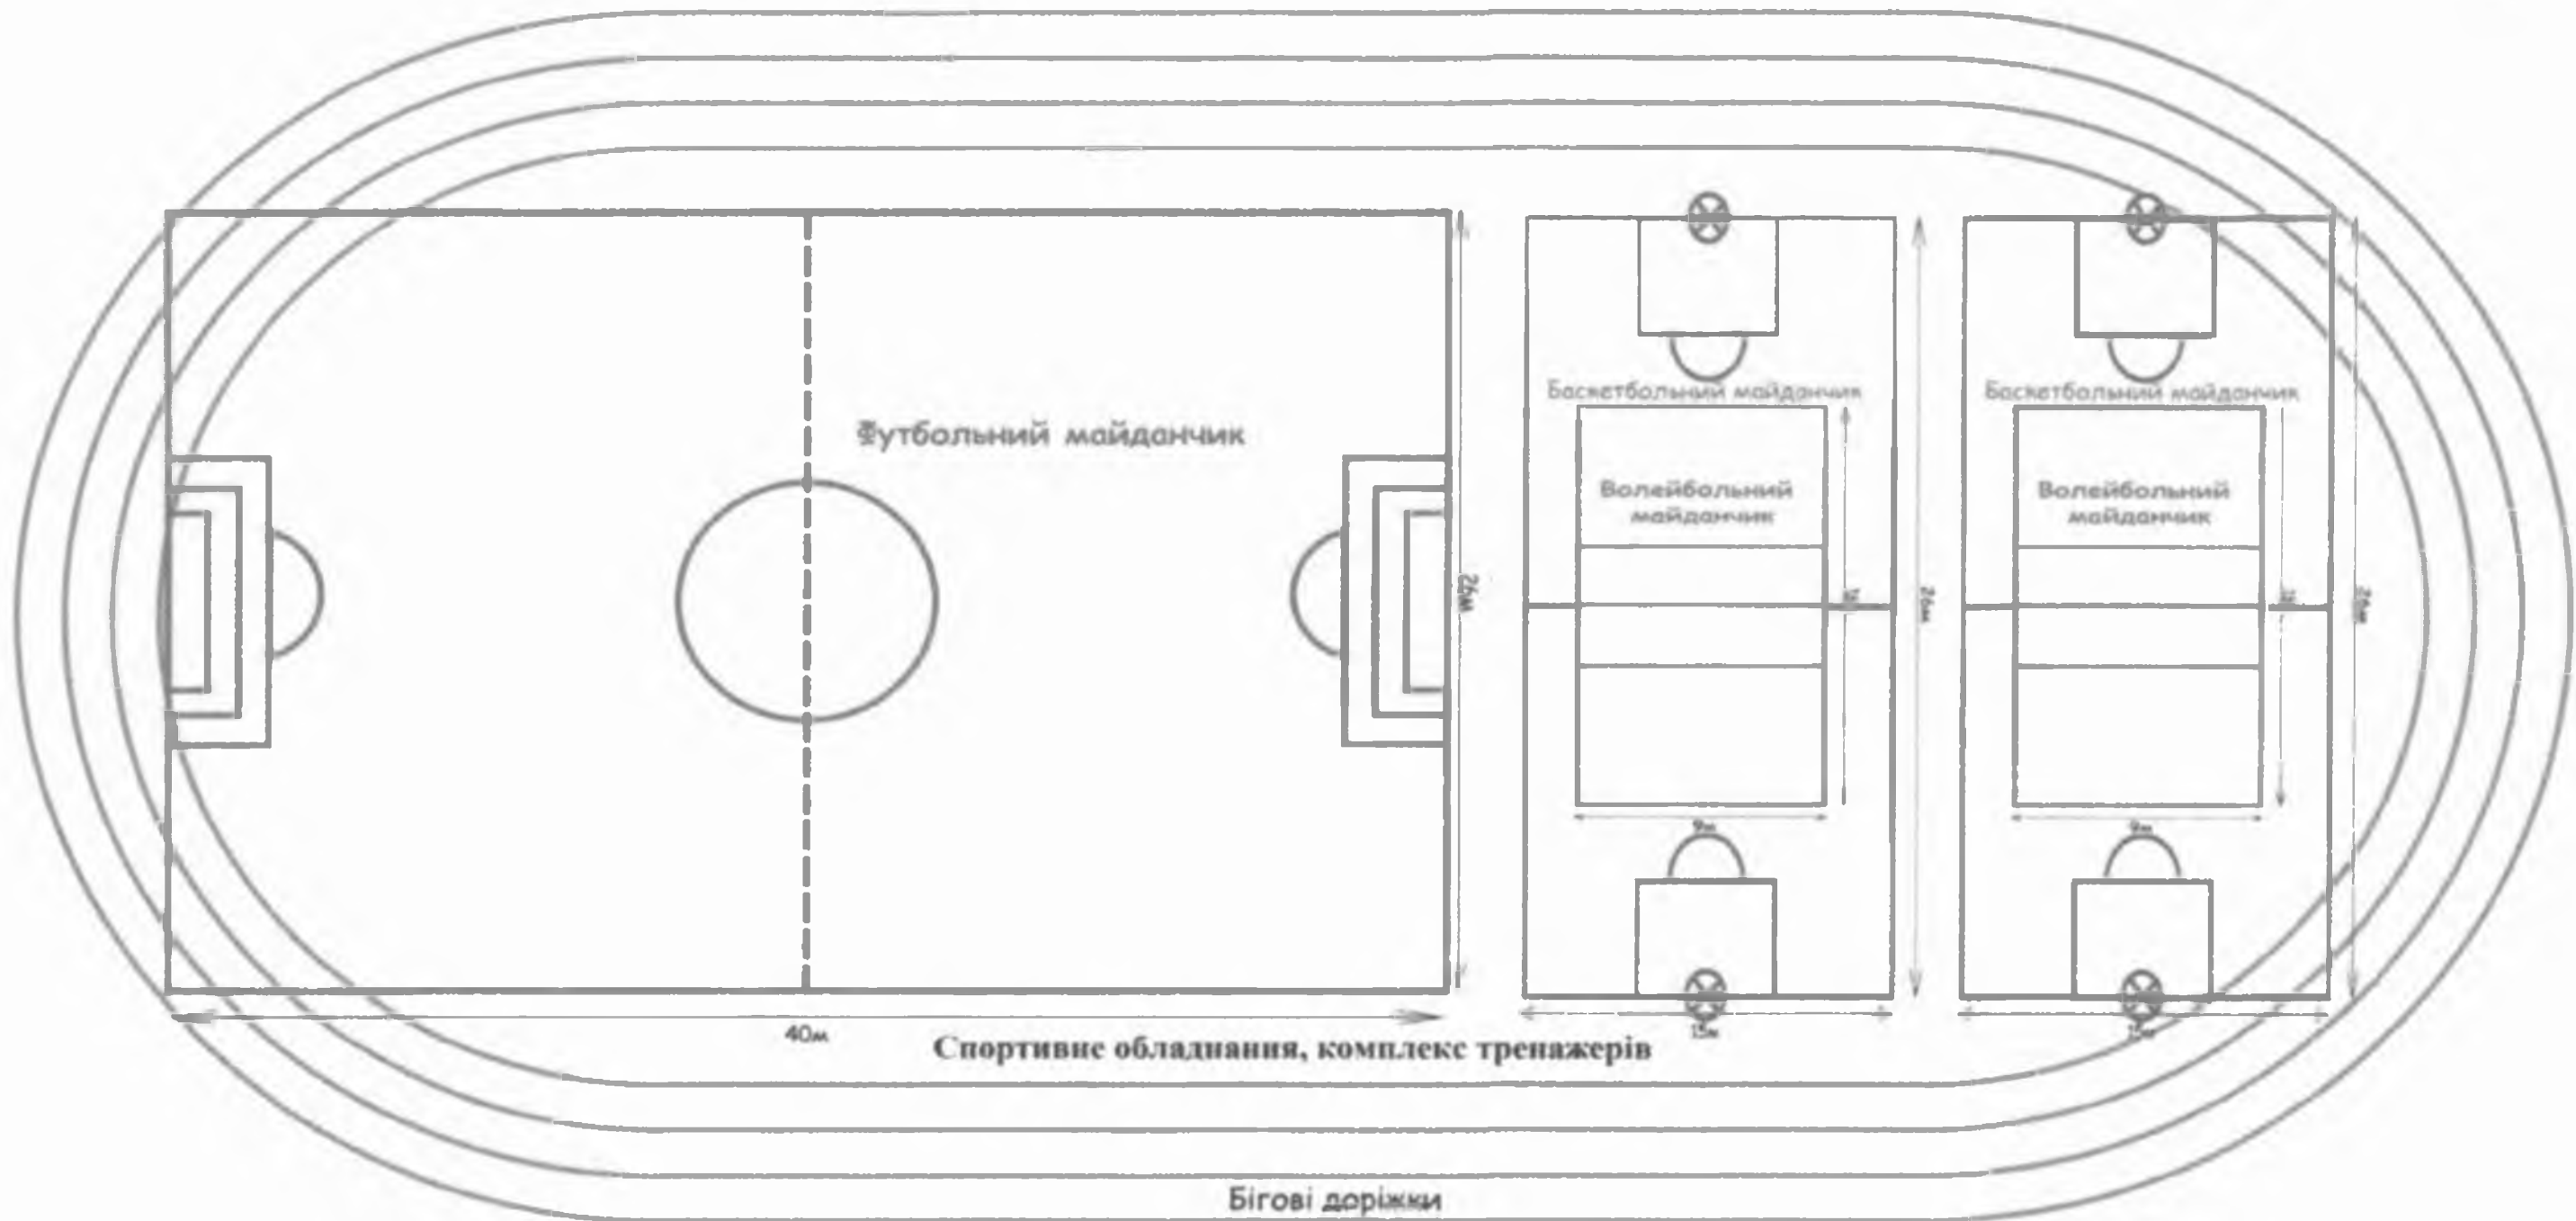 Футбольний майданчик
26м
40м
Баскетбольний майданчик
Волейбольний
майданчик
9м
26м
15м
Баскетбольний майданчик
Волейбольний
майданчик
9м
26м
15м
Спортивне обладнання, комплекс тренажерів
Бігові доріжки